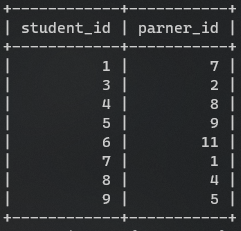 +------------+-----------+
| student_id | parner_id |
+------------+-----------+
|          1 |         7 |
|          3 |         2 |
|          4 |         8 |
|          5 |         9 |
|          6 |        11 |
|          7 |         1 |
|          8 |         4 |
|          9 |         5 |
+------------+-----------+